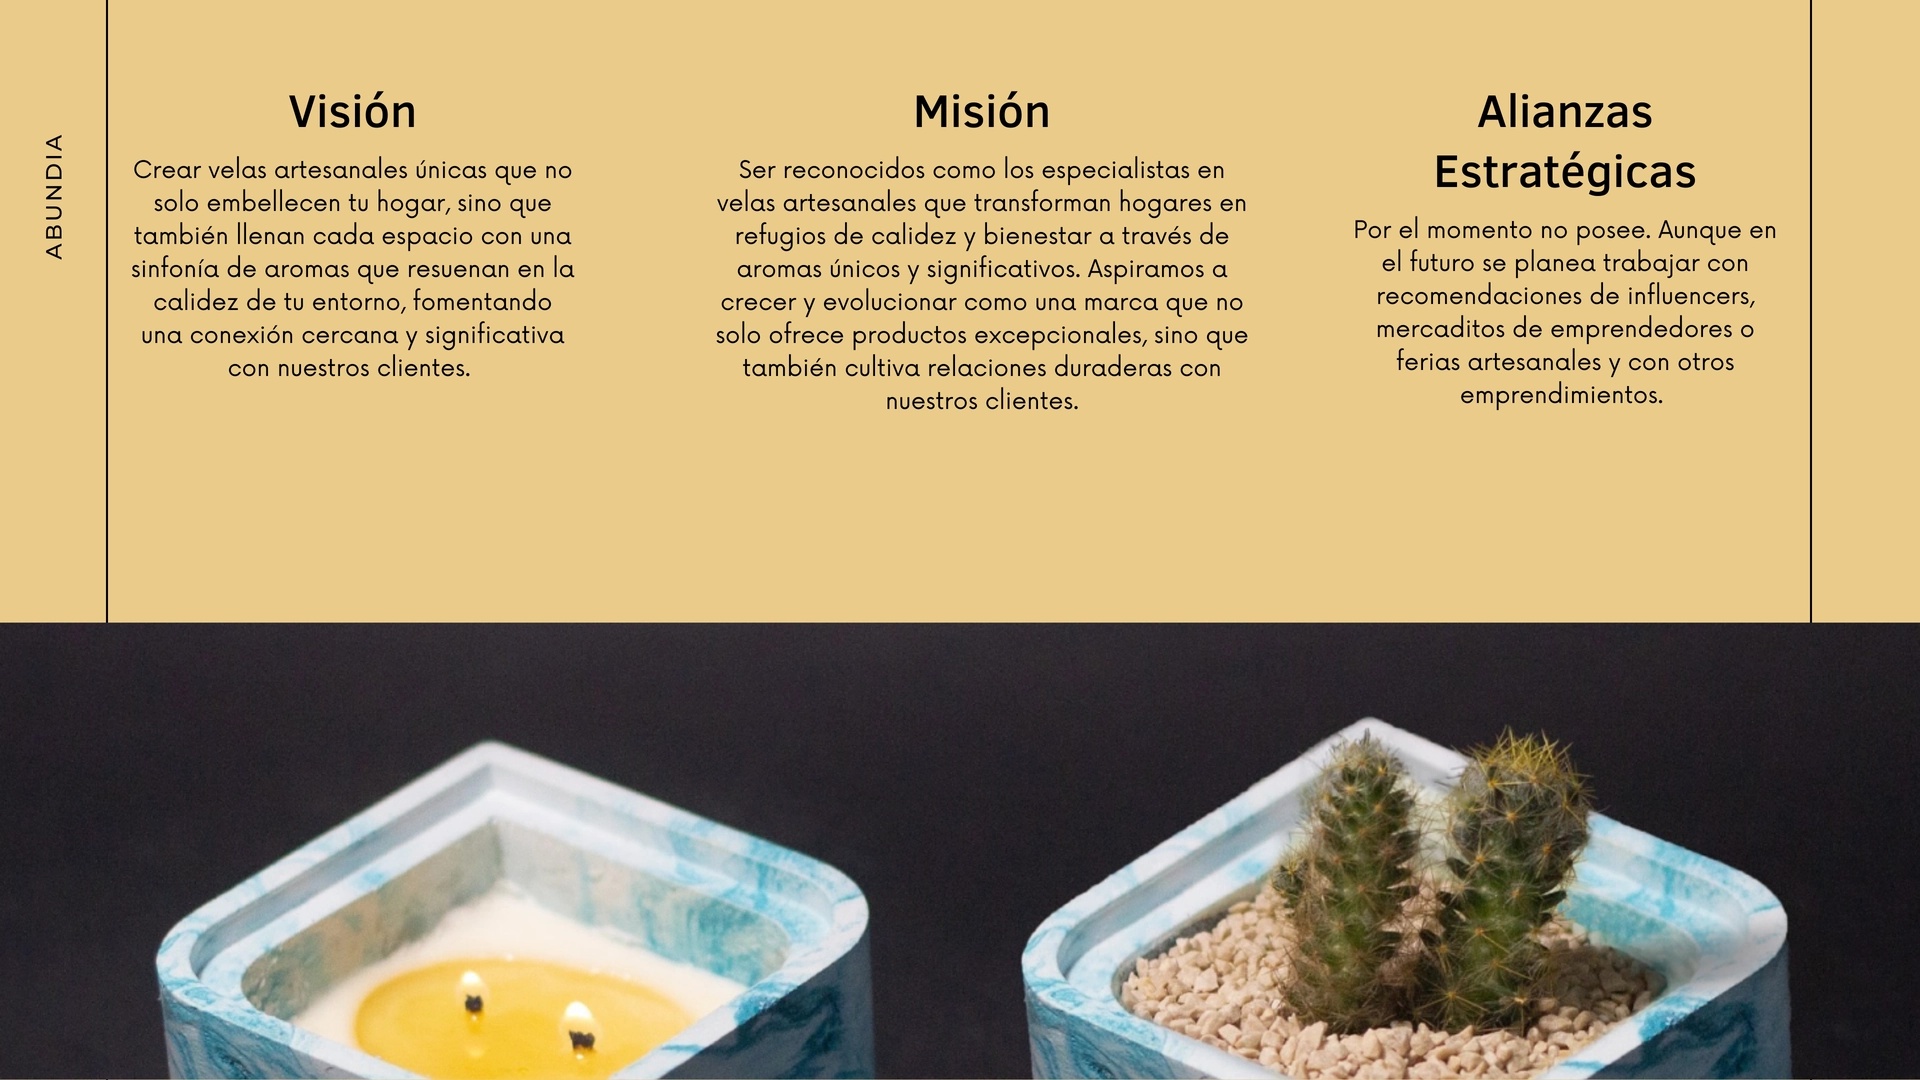 ABUNDIA
Visión
Crear velas artesanales únicas que no
solo embellecen tu hogar, sino que
también llenan cada espacio con una
sinfonía de aromas que resuenan en la
calidez de tu entorno, fomentando
una conexión cercana y significativa
con nuestros clientes.
Misión
Ser reconocidos como los especialistas en
velas artesanales que transforman hogares en
refugios de calidez y bienestar a través de
aromas únicos y significativos. Aspiramos a
crecer y evolucionar como una marca que no
solo ofrece productos excepcionales, sino que
también cultiva relaciones duraderas con
nuestros clientes.
Alianzas
Estratégicas
Por el momento no posee. Aunque en
el futuro se planea trabajar con
recomendaciones de influencers,
mercaditos de emprendedores o
ferias artesanales y con otros
emprendimientos.